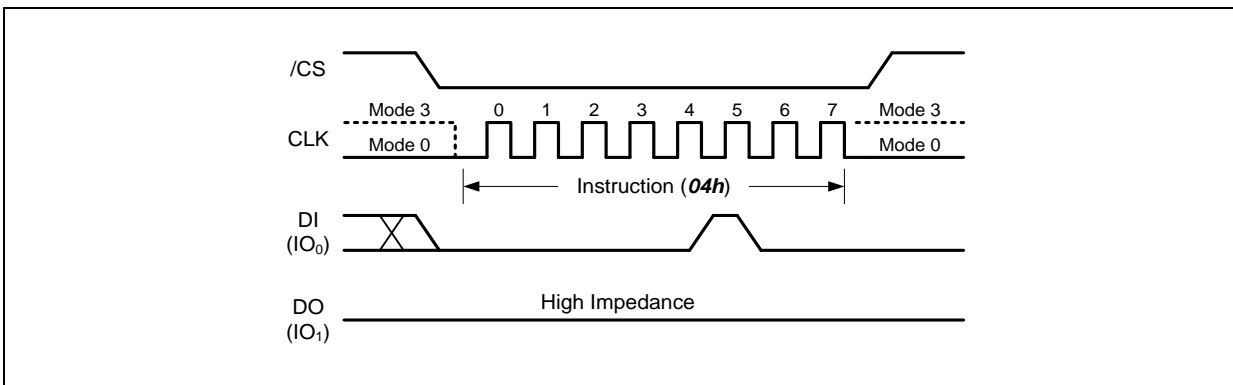 /CS
Mode 3 0 1 2 3 4 5 6 7 Mode 3
CLK
Mode 0 Mode 0
Instruction (04h)
DI
(IO₀)
High Impedance
DO
(IO₁)